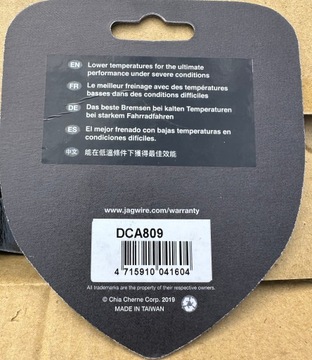 EN Lower temperatures for the ultimate
performance under severe conditions
FR Le meilleur freinage avec des températures
basses dans des conditions difficiles
DE Das beste Bremsen bei kalten Temperaturen
bei starkem Fahrradfahren
ES El mejor frenado con bajas temperaturas en
condiciones difíciles.
中文 能在低溫條件下獲得最佳效能
www.jagwire.com/warranty
DCA809
4 715910 041604
All trademarks are the property of their respective owners.
© Chia Cherne Corp. 2019
MADE IN TAIWAN